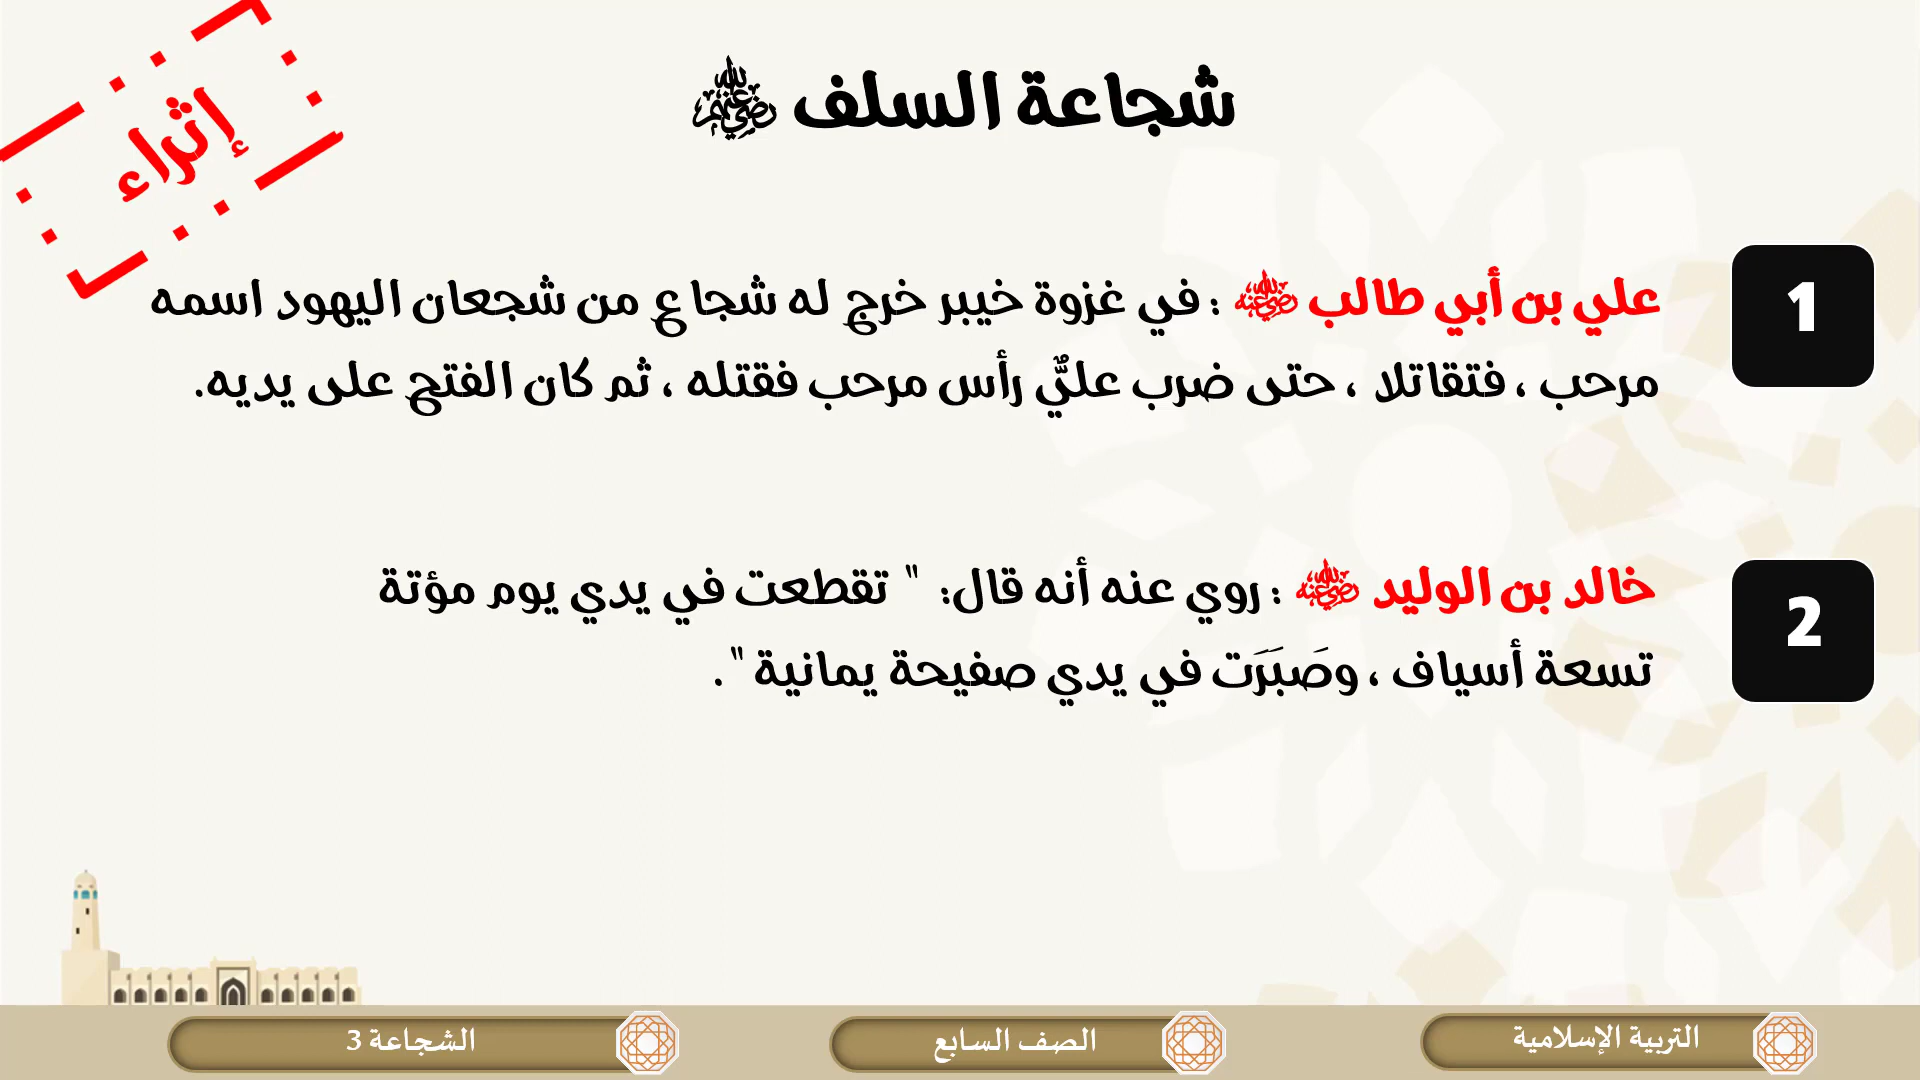 شجاعة السلف رضي الله عنهم
إثراء
1
علي بن أبي طالب رضي الله عنه : في غزوة خيبر خرج له شجاع من شجعان اليهود اسمه
مرحب ، فتقاتلا ، حتى ضرب عليٌّ رأس مرحب فقتله ، ثم كان الفتح على يديه.
2
خالد بن الوليد رضي الله عنه : روي عنه أنه قال: " تقطعت في يدي يوم مؤتة
تسعة أسياف ، وصَبَرَت في يدي صفيحة يمانية ".
التربية الإسلامية
الصف السابع
الشجاعة 3